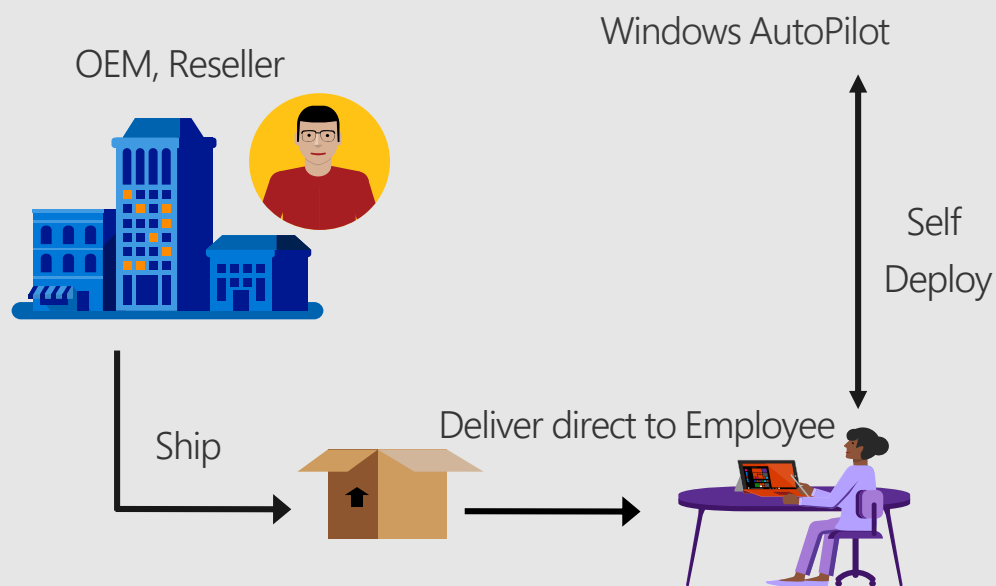 Windows AutoPilot
OEM, Reseller
Self
Deploy
Deliver direct to Employee
Ship